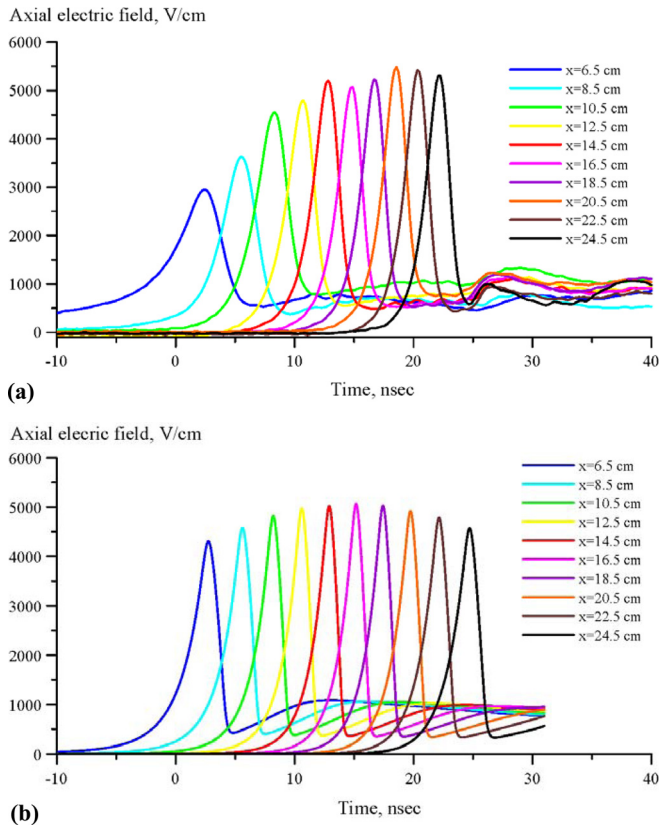 Axial electric field, V/cm
6000
5000
4000
3000
2000
1000
0
x=6.5 cm
x=8.5 cm
x=10.5 cm
x=12.5 cm
x=14.5 cm
x=16.5 cm
x=18.5 cm
x=20.5 cm
x=22.5 cm
x=24.5 cm
-10 0 10 20 30 40
(a) Time, nsec
Axial elecric field, V/cm
6000
5000
4000
3000
2000
1000
0
x=6.5 cm
x=8.5 cm
x=10.5 cm
x=12.5 cm
x=14.5 cm
x=16.5 cm
x=18.5 cm
x=20.5 cm
x=22.5 cm
x=24.5 cm
-10 0 10 20 30 40
(b) Time, nsec